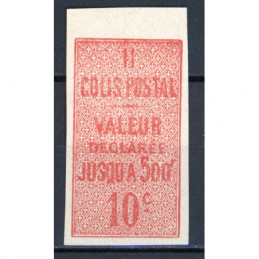 COLIS POSTAL
VALEUR
DÉCLARÉE
JUSQU'A 500F
10c